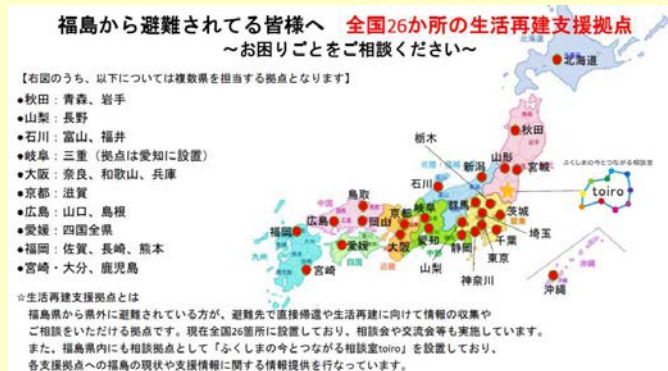 福島から避難されてる皆様へ 全国26か所の生活再建支援拠点
～お困りごとをご相談ください～
【右図のうち、以下については複数県を担当する拠点となります】
●秋田：青森、岩手
●山梨：長野
●石川：富山、福井
●岐阜：三重（拠点は愛知に設置）
●大阪：奈良、和歌山、兵庫
●京都：滋賀
●広島：山口、島根
●愛媛：四国全県
●福岡：佐賀、長崎、熊本
●宮崎・大分、鹿児島
北海道
北海道
秋田
栃木
山形
宮城
新潟
石川
ふくしまの今とつながる相談室
toiro
中国
鳥取
群馬
茨城
関東
京都
岐阜
福岡
広島
岡山
埼玉
愛媛
大阪
愛知
静岡
千葉
九州
四国
近畿
中部
宮崎
山梨
東京
神奈川
沖縄
沖縄
☆生活再建支援拠点とは
福島県から県外に避難されている方が、避難先で直接帰還や生活再建に向けて情報の収集や
ご相談をいただける拠点です。現在全国26箇所に設置しており、相談会や交流会等も実施しています。
また、福島県内にも相談拠点として「ふくしまの今とつながる相談室toiro」を設置しており、
各支援拠点への福島の現状や支援情報に関する情報提供を行なっています。